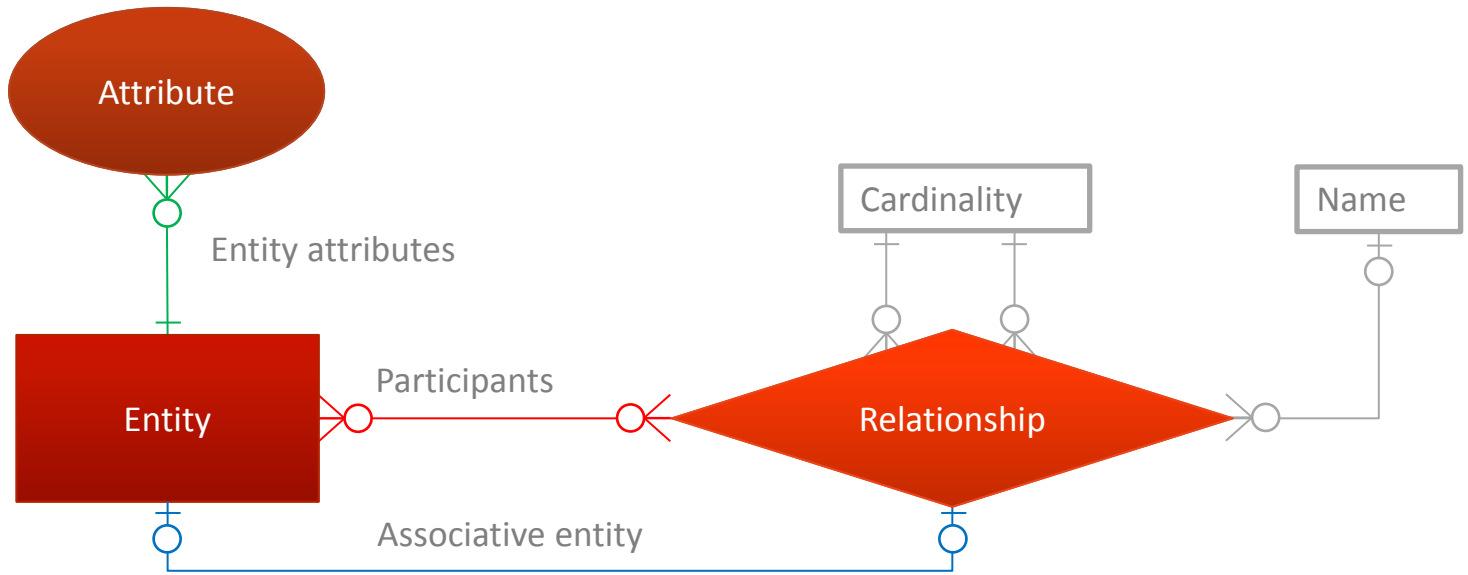 Attribute
Cardinality
Name
Entity attributes
Participants
Entity
Relationship
Associative entity